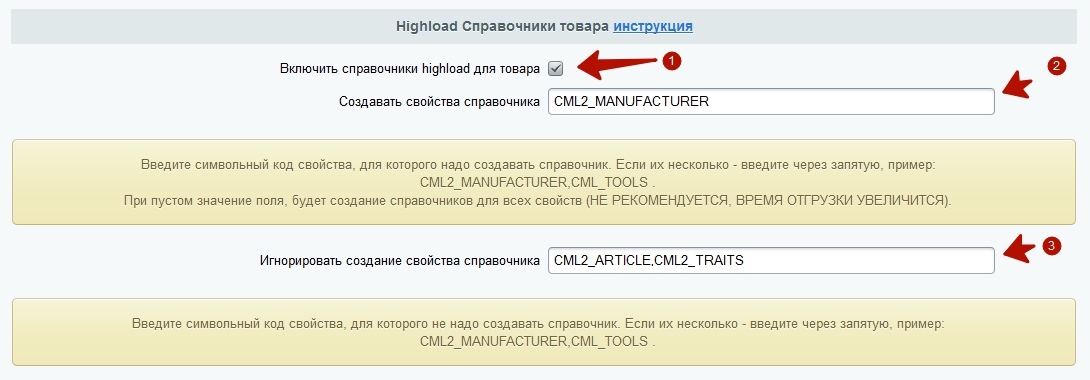 Highload Справочники товара инструкция
Включить справочники highload для товара
1
2
Создавать свойства справочника CML2_MANUFACTURER
Введите символьный код свойства, для которого надо создавать справочник. Если их несколько - введите через запятую, пример:
CML2_MANUFACTURER,CML_TOOLS .
При пустом значение поля, будет создание справочников для всех свойств (НЕ РЕКОМЕНДУЕТСЯ, ВРЕМЯ ОТГРУЗКИ УВЕЛИЧИТСЯ).
3
Игнорировать создание свойства справочника CML2_ARTICLE,CML2_TRAITS
Введите символьный код свойства, для которого не надо создавать справочник. Если их несколько - введите через запятую, пример:
CML2_MANUFACTURER,CML_TOOLS .